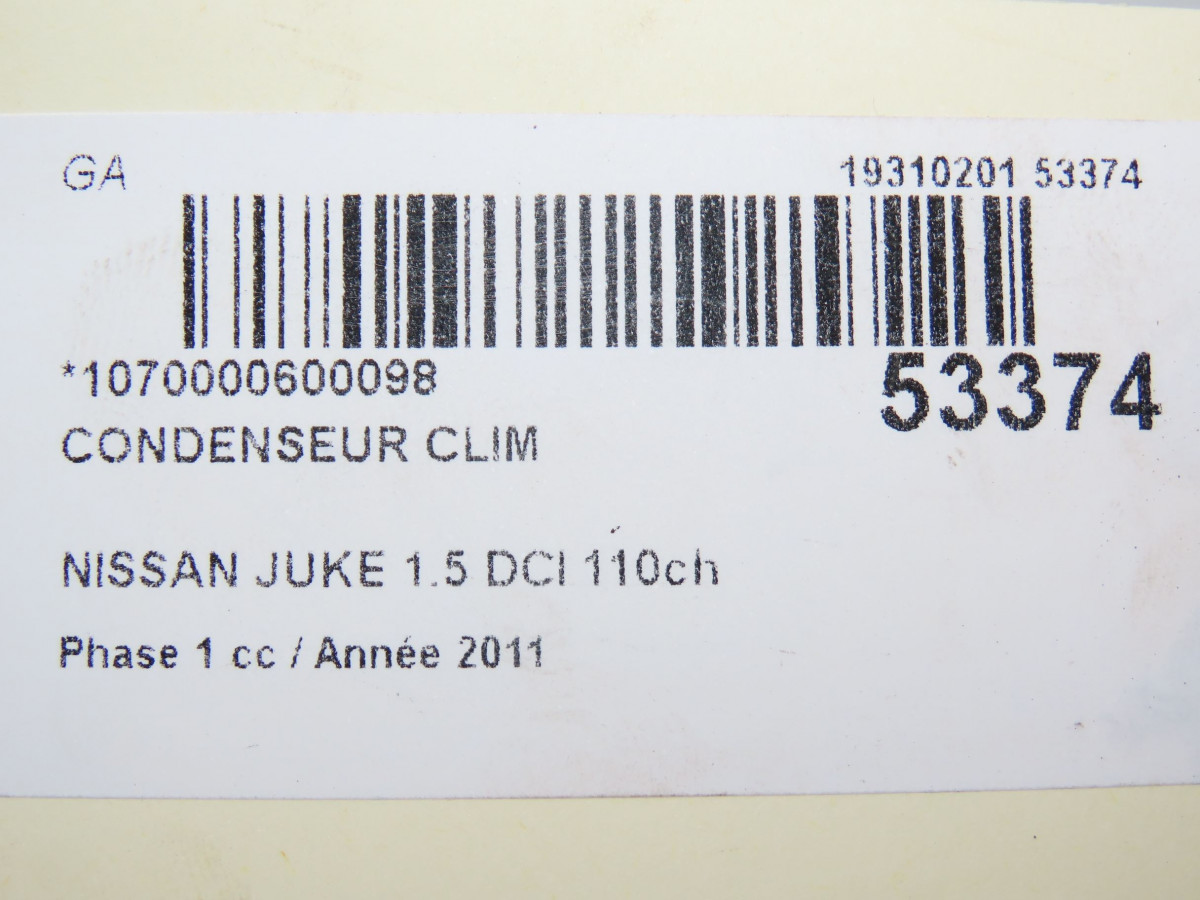 GA 19310201 53374
*1070000600098 53374
CONDENSEUR CLIM
NISSAN JUKE 1.5 DCI 110ch
Phase 1 cc / Année 2011